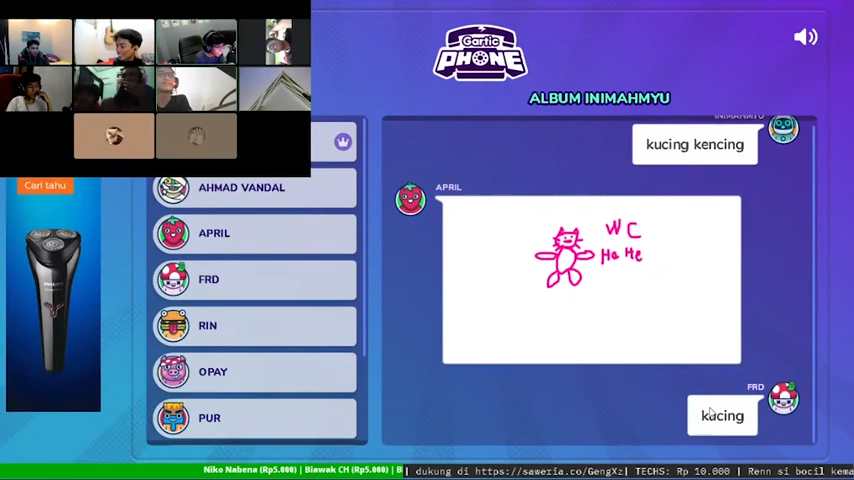 Gartic
PHONE
ALBUM INIMAHMYU
INIMAHMYU
kucing kencing
Cari tahu
AHMAD VANDAL
APRIL
WC
He He
APRIL
FRD
RIN
OPAY
FRD
kucing
PUR
Niko Nabena (Rp5.000) | Biawak CH (Rp5.000) | B
| dukung di https://saweria.co/GengXz| TECHS: Rp 10.000 | Renn si bocil kema